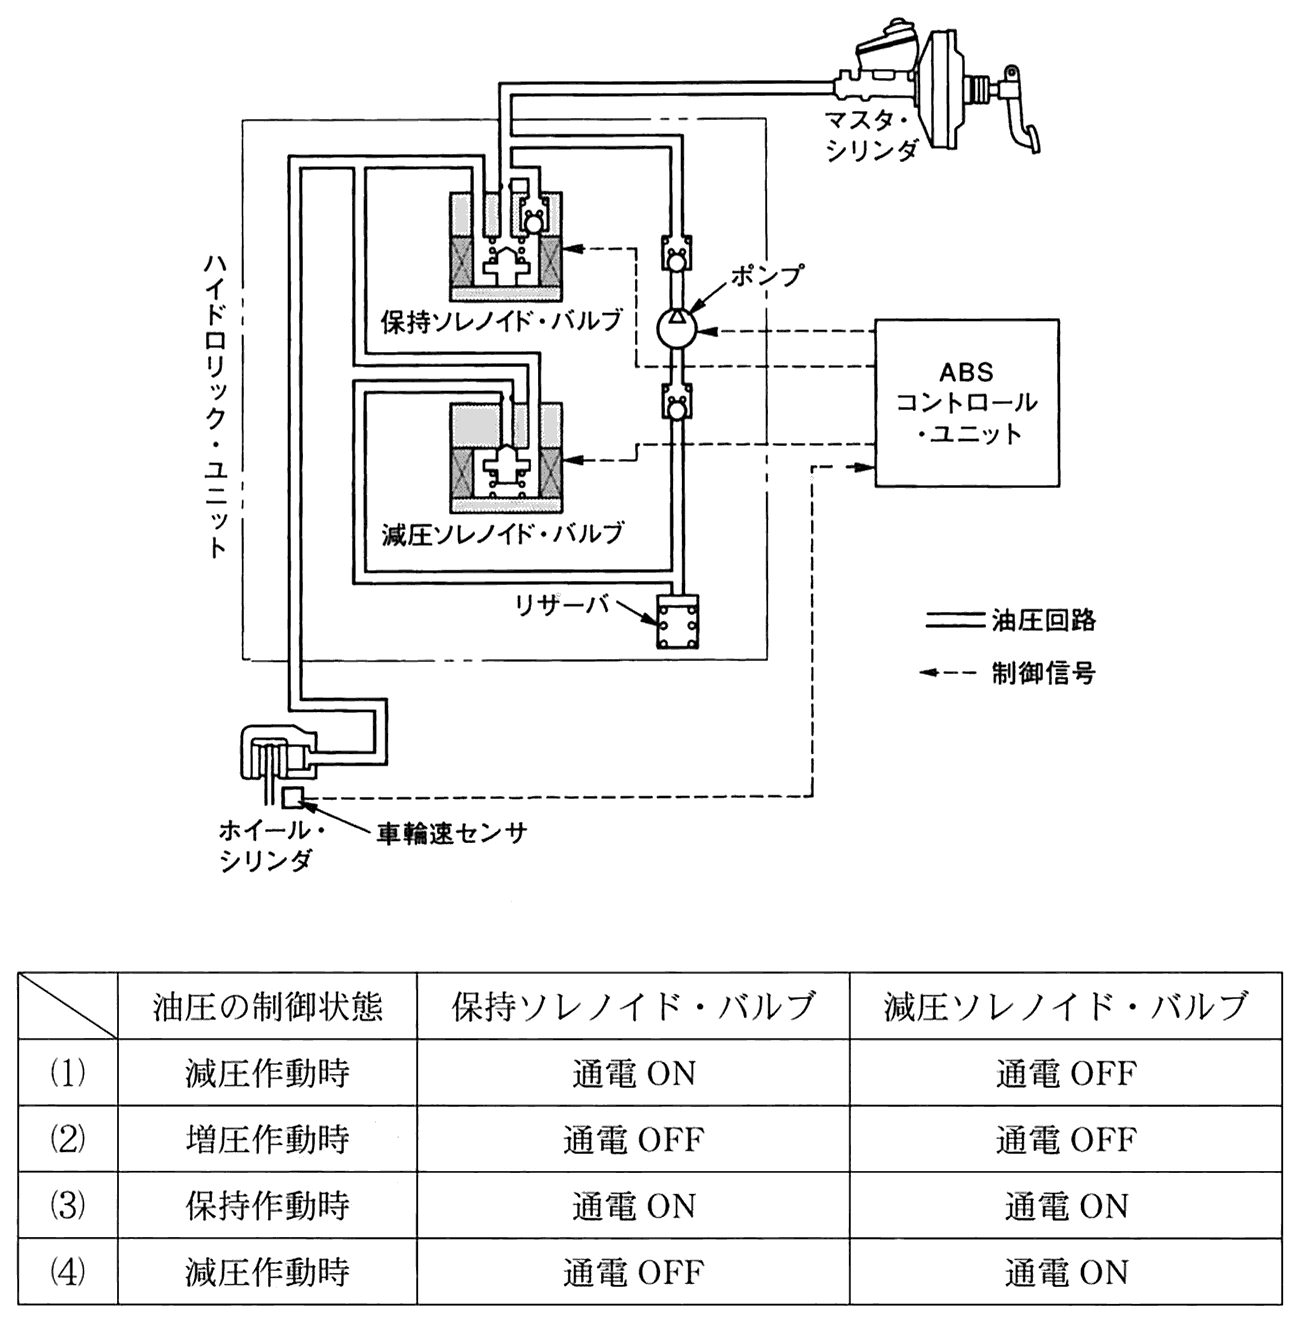 マスタ・
シリンダ
ハイドロリック・ユニット
保持ソレノイド・バルブ
ポンプ
ABS
コントロール
・ユニット
減圧ソレノイド・バルブ
リザーバ
油圧回路
制御信号
ホイール・
シリンダ
車輪速センサ
油圧の制御状態 保持ソレノイド・バルブ 減圧ソレノイド・バルブ
(1) 減圧作動時 通電 ON 通電 OFF
(2) 増圧作動時 通電 OFF 通電 OFF
(3) 保持作動時 通電 ON 通電 ON
(4) 減圧作動時 通電 OFF 通電 ON